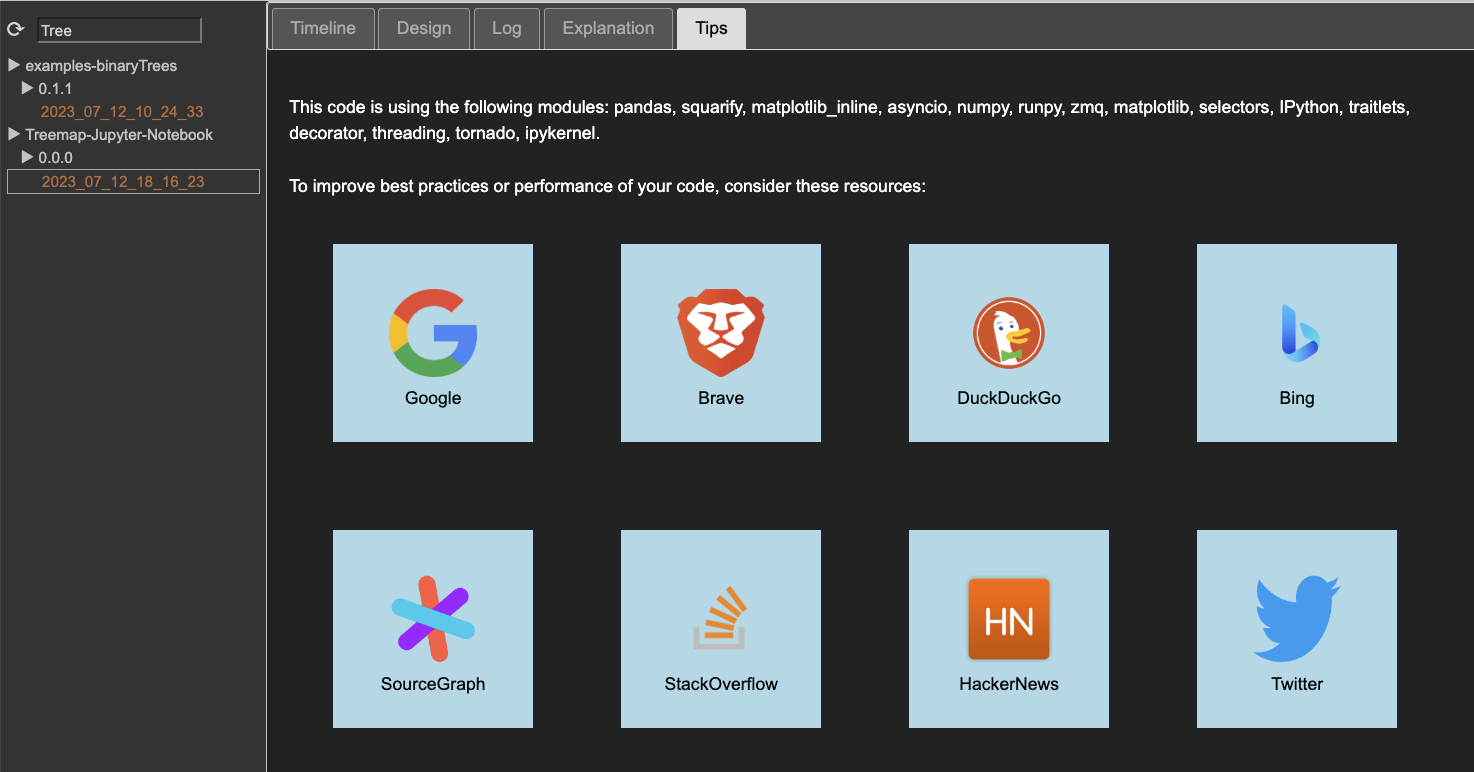 Tree
examples-binaryTrees
0.1.1
2023_07_12_10_24_33
Treemap-Jupyter-Notebook
0.0.0
2023_07_12_18_16_23
Timeline
Design
Log
Explanation
Tips
This code is using the following modules: pandas, squarify, matplotlib_inline, asyncio, numpy, runpy, zmq, matplotlib, selectors, IPython, traitlets,
decorator, threading, tornado, ipykernel.
To improve best practices or performance of your code, consider these resources:
Google
Brave
DuckDuckGo
Bing
SourceGraph
StackOverflow
HN
HackerNews
Twitter